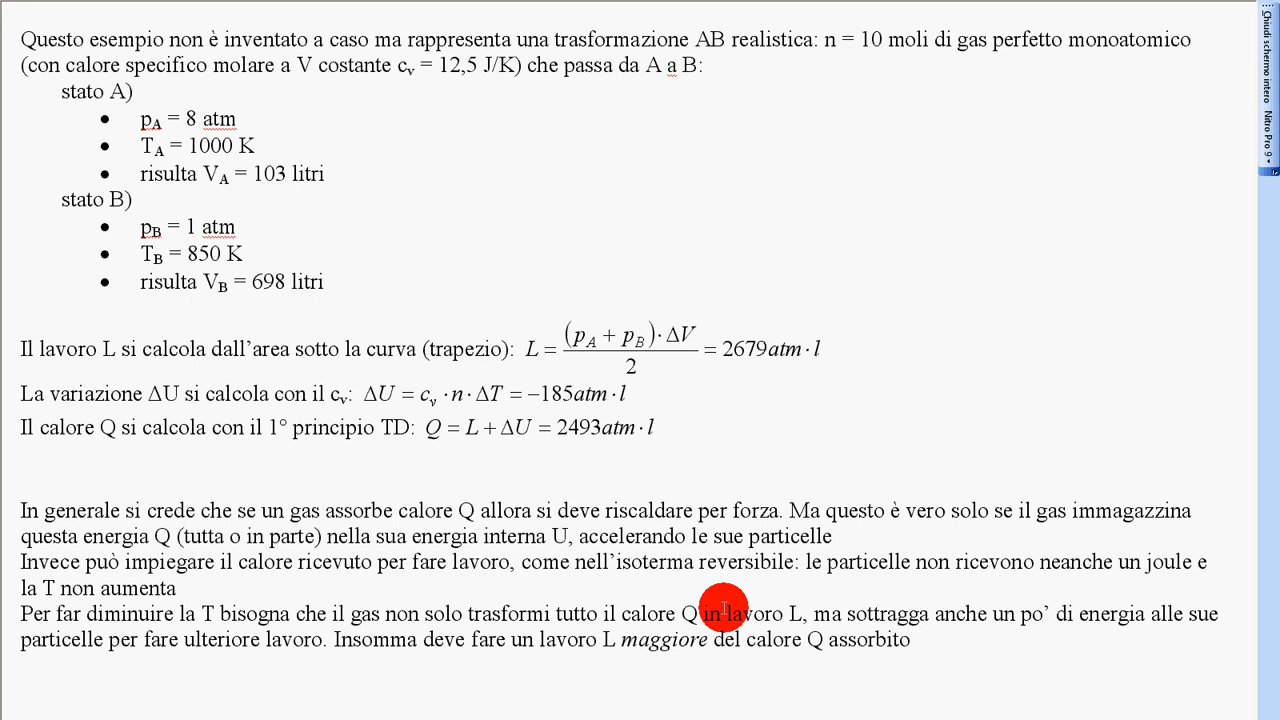 Questo esempio non è inventato a caso ma rappresenta una trasformazione AB realistica: n = 10 moli di gas perfetto monoatomico
(con calore specifico molare a V costante cv = 12,5 J/K) che passa da A a B:
stato A)
• pA = 8 atm
• TA = 1000 K
• risulta VA = 103 litri
stato B)
• pB = 1 atm
• TB = 850 K
• risulta VB = 698 litri
Il lavoro L si calcola dall’area sotto la curva (trapezio): L = (pA + pB)·ΔV / 2 = 2679atm·l
La variazione ΔU si calcola con il cv: ΔU = cv·n·ΔT = −185atm·l
Il calore Q si calcola con il 1° principio TD: Q = L + ΔU = 2493atm·l
In generale si crede che se un gas assorbe calore Q allora si deve riscaldare per forza. Ma questo è vero solo se il gas immagazzina
questa energia Q (tutta o in parte) nella sua energia interna U, accelerando le sue particelle
Invece può impiegare il calore ricevuto per fare lavoro, come nell’isoterma reversibile: le particelle non ricevono neanche un joule e
la T non aumenta
Per far diminuire la T bisogna che il gas non solo trasformi tutto il calore Q in lavoro L, ma sottragga anche un po’ di energia alle sue
particelle per fare ulteriore lavoro. Insomma deve fare un lavoro L maggiore del calore Q assorbito
Chiudi schermo intero Nitro Pro 9